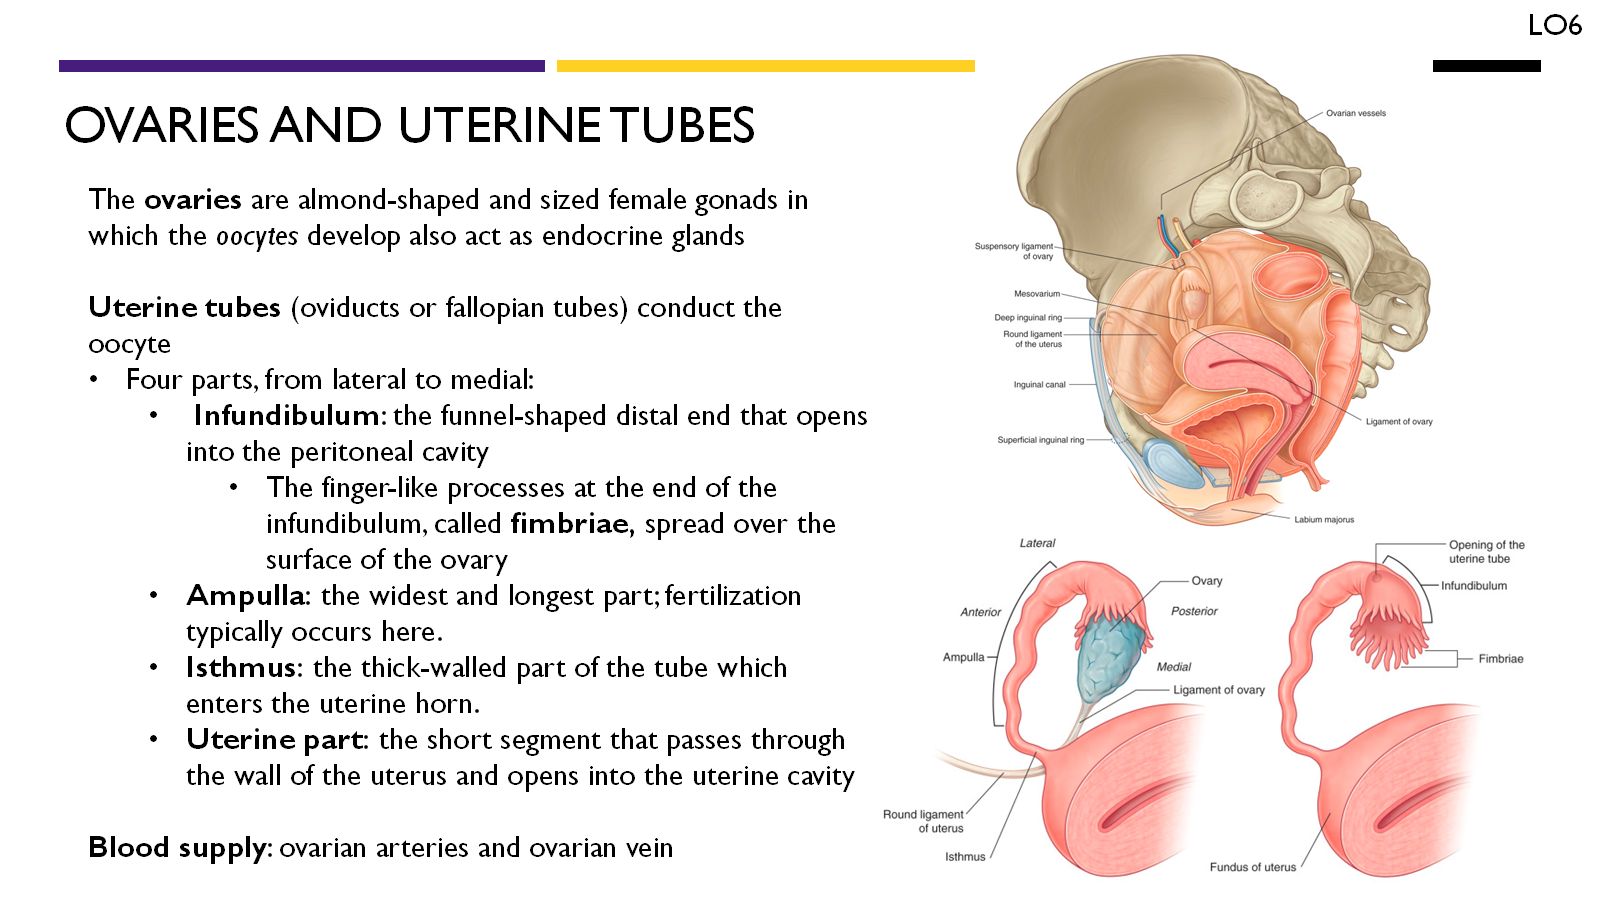 LO6
OVARIES AND UTERINE TUBES
The ovaries are almond-shaped and sized female gonads in
which the oocytes develop also act as endocrine glands
Uterine tubes (oviducts or fallopian tubes) conduct the
oocyte
• Four parts, from lateral to medial:
• Infundibulum: the funnel-shaped distal end that opens
into the peritoneal cavity
• The finger-like processes at the end of the
infundibulum, called fimbriae, spread over the
surface of the ovary
• Ampulla: the widest and longest part; fertilization
typically occurs here.
• Isthmus: the thick-walled part of the tube which
enters the uterine horn.
• Uterine part: the short segment that passes through
the wall of the uterus and opens into the uterine cavity
Blood supply: ovarian arteries and ovarian vein
Ovarian vessels
Suspensory ligament
of ovary
Mesovarium
Deep inguinal ring
Round ligament
of the uterus
Inguinal canal
Superficial inguinal ring
Ligament of ovary
Labium majorus
Lateral
Ovary
Anterior
Posterior
Ampulla
Medial
Ligament of ovary
Round ligament
of uterus
Isthmus
Opening of the
uterine tube
Infundibulum
Fimbriae
Fundus of uterus